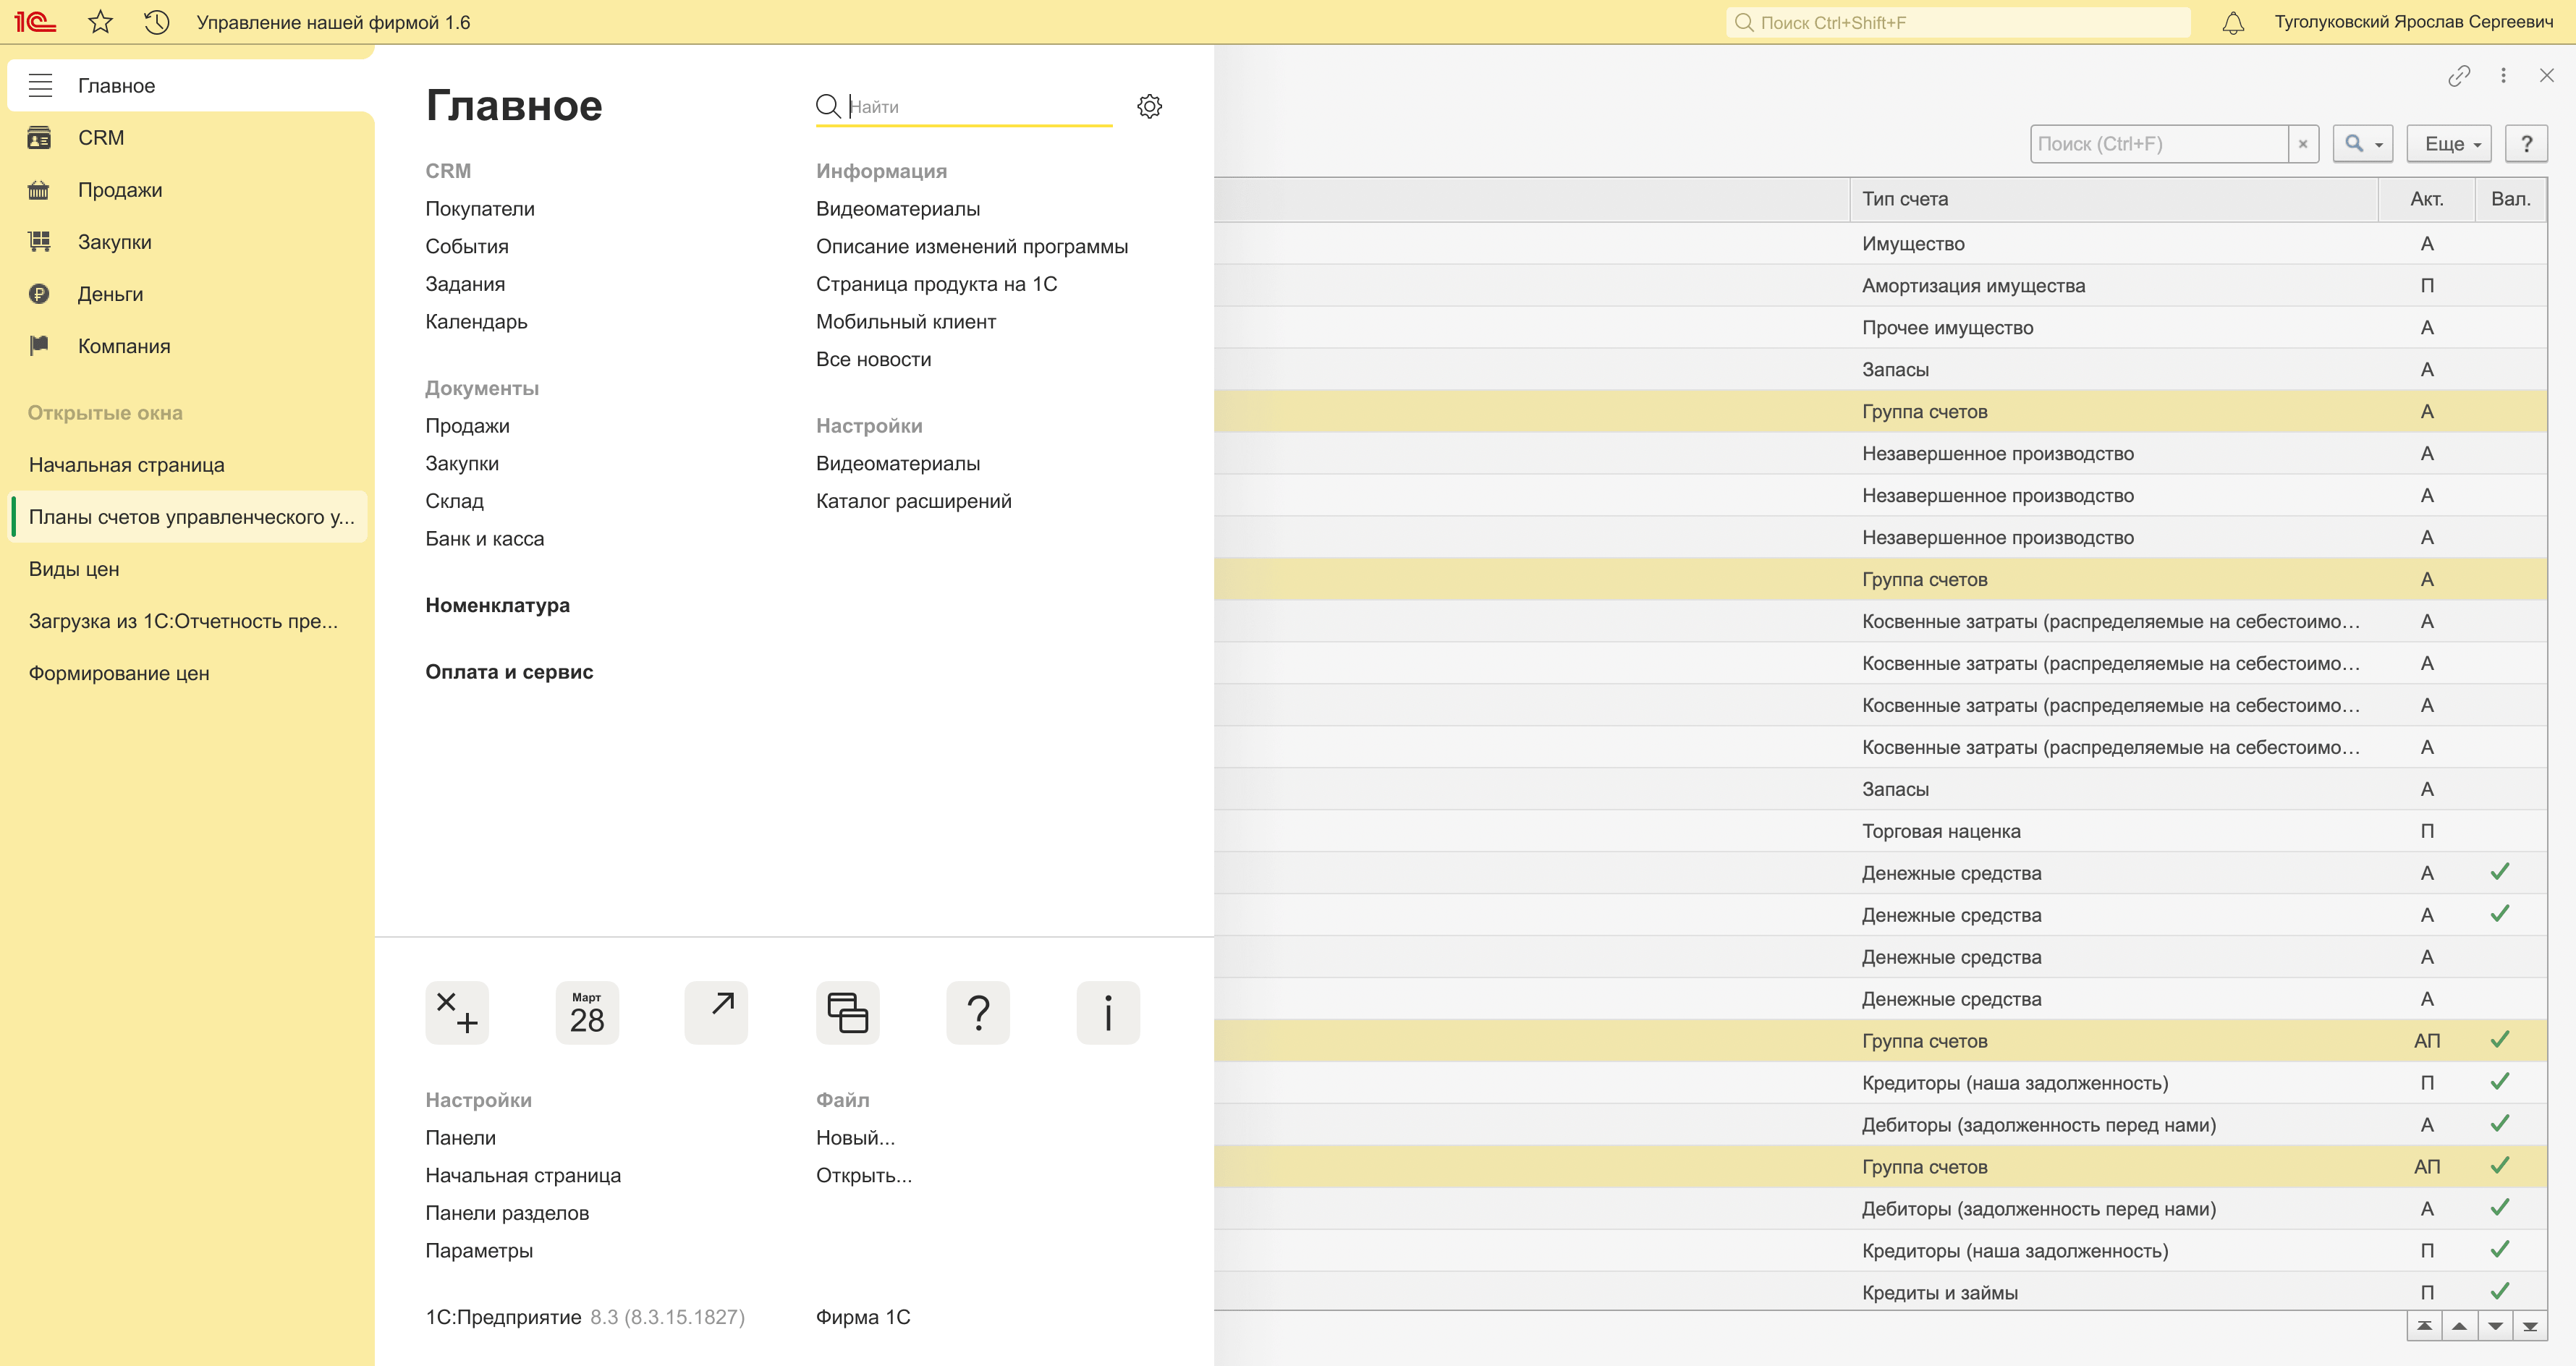 1С
Управление нашей фирмой 1.6
Поиск Ctrl+Shift+F
Туголуковский Ярослав Сергеевич
Главное
CRM
Продажи
Закупки
Деньги
Компания
Открытые окна
Начальная страница
Планы счетов управленческого у...
Виды цен
Загрузка из 1С:Отчетность пре...
Формирование цен
Главное
Найти
CRM
Покупатели
События
Задания
Календарь
Документы
Продажи
Закупки
Склад
Банк и касса
Номенклатура
Оплата и сервис
Информация
Видеоматериалы
Описание изменений программы
Страница продукта на 1С
Мобильный клиент
Все новости
Настройки
Видеоматериалы
Каталог расширений
Март
28
?
i
Настройки
Панели
Начальная страница
Панели разделов
Параметры
Файл
Новый...
Открыть...
1С:Предприятие 8.3 (8.3.15.1827)
Фирма 1С
Поиск (Ctrl+F)
×
Еще
?
Тип счета Акт. Вал.
Имущество А
Амортизация имущества П
Прочее имущество А
Запасы А
Группа счетов А
Незавершенное производство А
Незавершенное производство А
Незавершенное производство А
Группа счетов А
Косвенные затраты (распределяемые на себестоимо... А
Косвенные затраты (распределяемые на себестоимо... А
Косвенные затраты (распределяемые на себестоимо... А
Косвенные затраты (распределяемые на себестоимо... А
Запасы А
Торговая наценка П
Денежные средства А
Денежные средства А
Денежные средства А
Денежные средства А
Группа счетов АП
Кредиторы (наша задолженность) П
Дебиторы (задолженность перед нами) А
Группа счетов АП
Дебиторы (задолженность перед нами) А
Кредиторы (наша задолженность) П
Кредиты и займы П